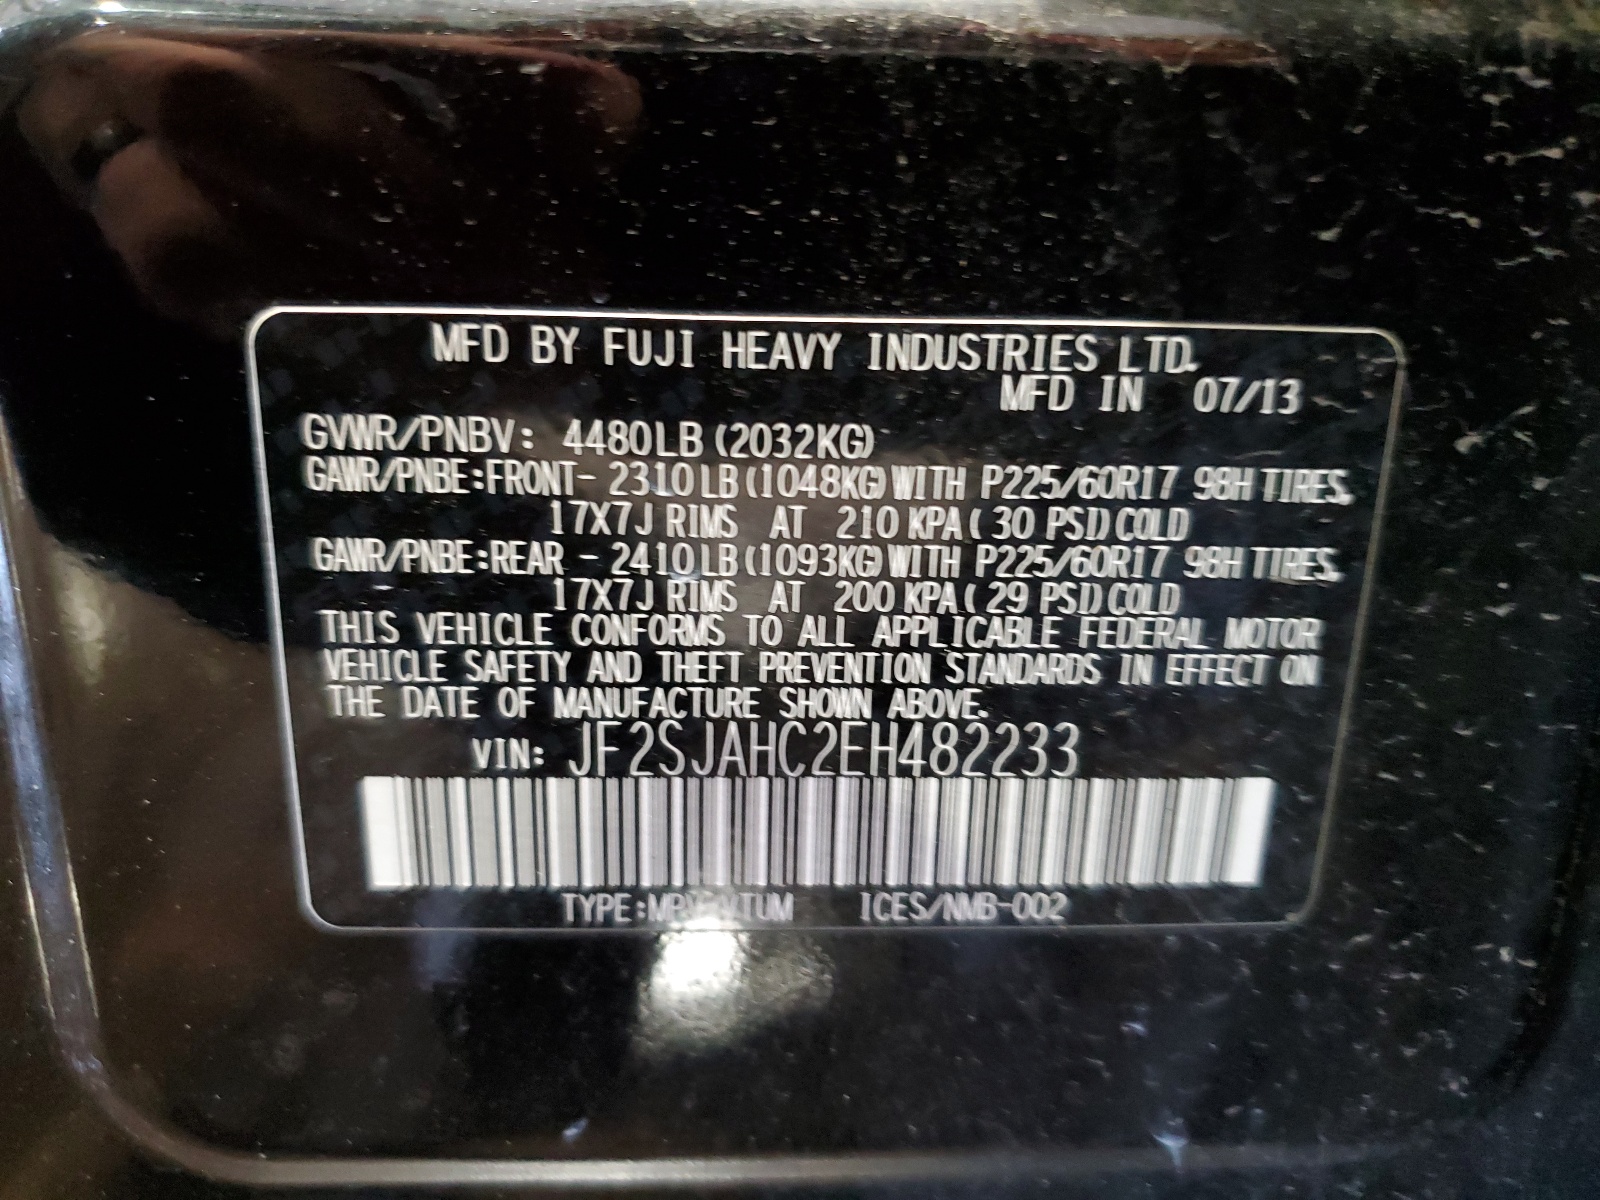 MFD BY FUJI HEAVY INDUSTRIES LTD.
MFD IN 07/13
GVWR/PNBV: 4480LB (2032KG)
GAWR/PNBE:FRONT- 2310LB (1048KG) WITH P225/60R17 98H TIRES,
17X7J RIMS AT 210 KPA( 30 PSI) COLD
GAWR/PNBE:REAR - 2410LB (1093KG) WITH P225/60R17 98H TIRES,
17X7J RIMS AT 200 KPA( 29 PSI) COLD
THIS VEHICLE CONFORMS TO ALL APPLICABLE FEDERAL MOTOR
VEHICLE SAFETY AND THEFT PREVENTION STANDARDS IN EFFECT ON
THE DATE OF MANUFACTURE SHOWN ABOVE.
VIN: JF2SJAHC2EH482233
TYPE:MPV/VTUM ICES/NMB-002